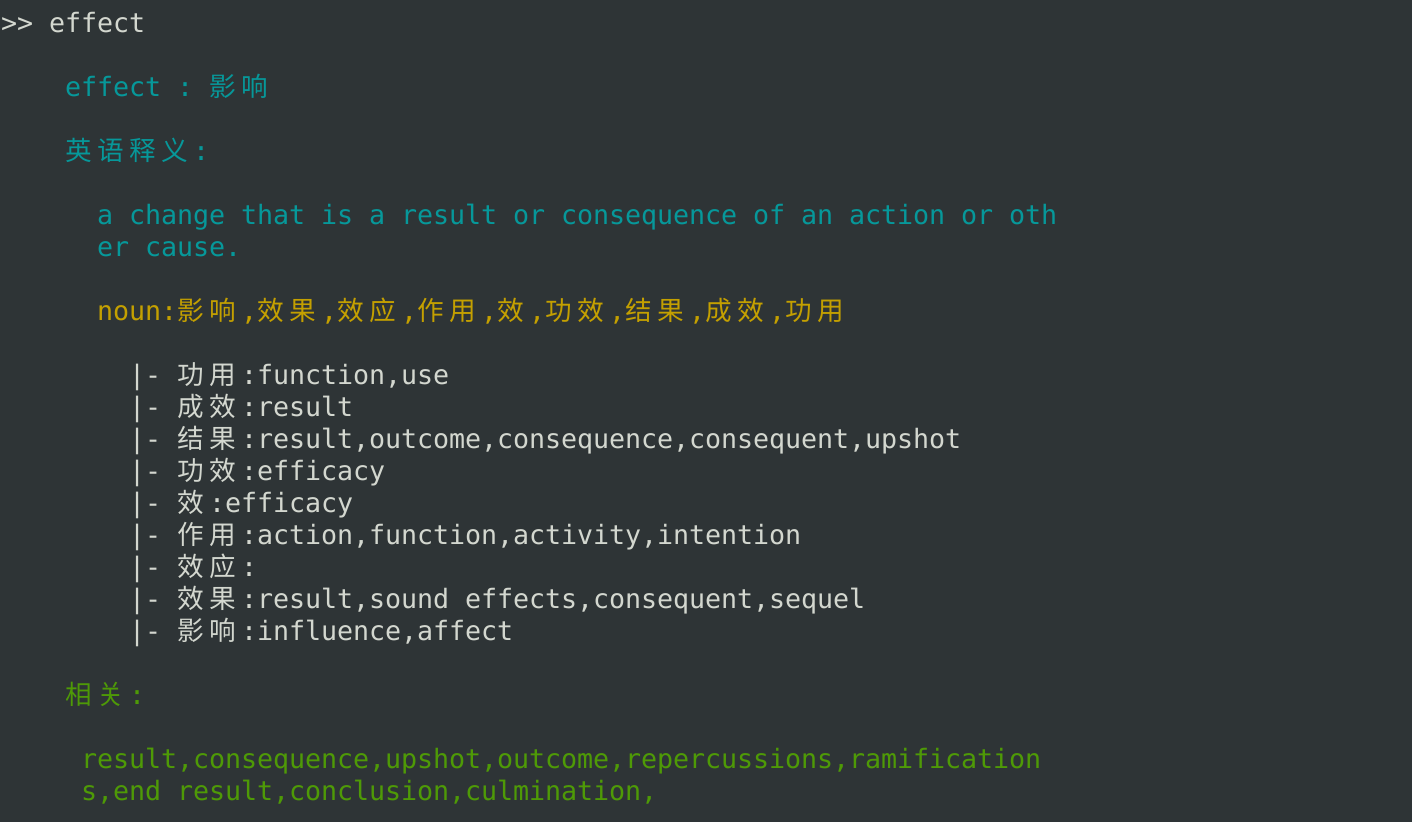 >> effect
effect : 影响
英语释义:
a change that is a result or consequence of an action or oth
er cause.
noun:影响,效果,效应,作用,效,功效,结果,成效,功用
|- 功用:function,use
|- 成效:result
|- 结果:result,outcome,consequence,consequent,upshot
|- 功效:efficacy
|- 效:efficacy
|- 作用:action,function,activity,intention
|- 效应:
|- 效果:result,sound effects,consequent,sequel
|- 影响:influence,affect
相关:
result,consequence,upshot,outcome,repercussions,ramification
s,end result,conclusion,culmination,